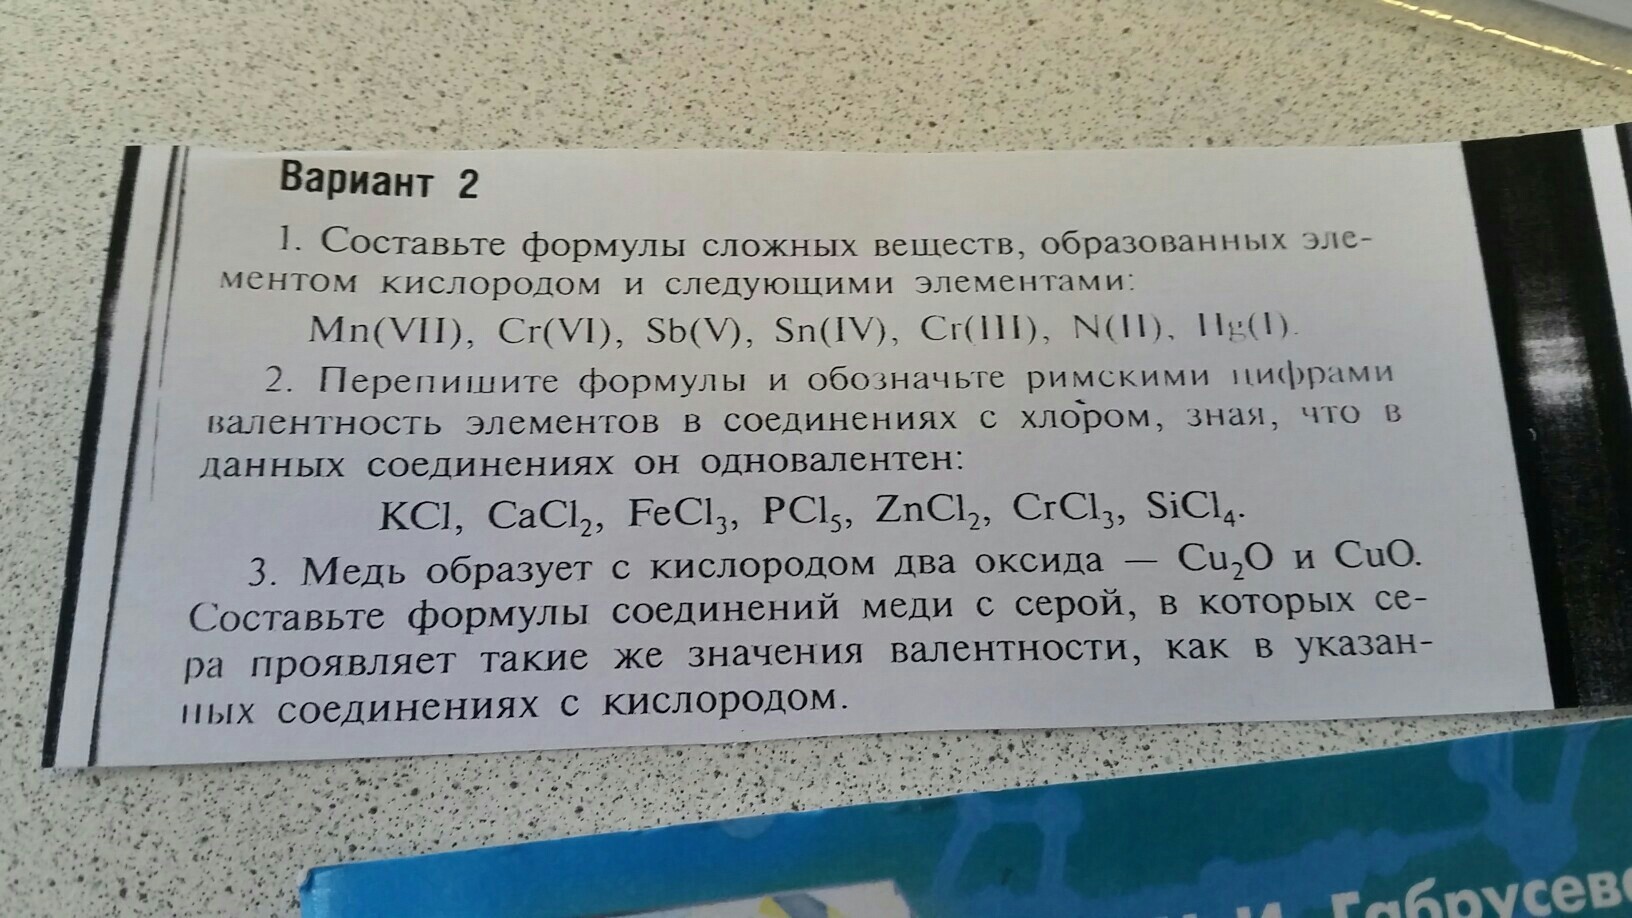 Вариант 2
1. Составьте формулы сложных веществ, образованных эле-
ментом кислородом и следующими элементами:
Mn(VII), Cr(VI), Sb(V), Sn(IV), Cr(III), N(II), Hg(I).
2. Перепишите формулы и обозначьте римскими цифрами
валентность элементов в соединениях с хлором, зная, что в
данных соединениях он одновалентен:
KCl, CaCl₂, FeCl₃, PCl₅, ZnCl₂, CrCl₃, SiCl₄.
3. Медь образует с кислородом два оксида — Cu₂O и CuO.
Составьте формулы соединений меди с серой, в которых се-
ра проявляет такие же значения валентности, как в указан-
ных соединениях с кислородом.